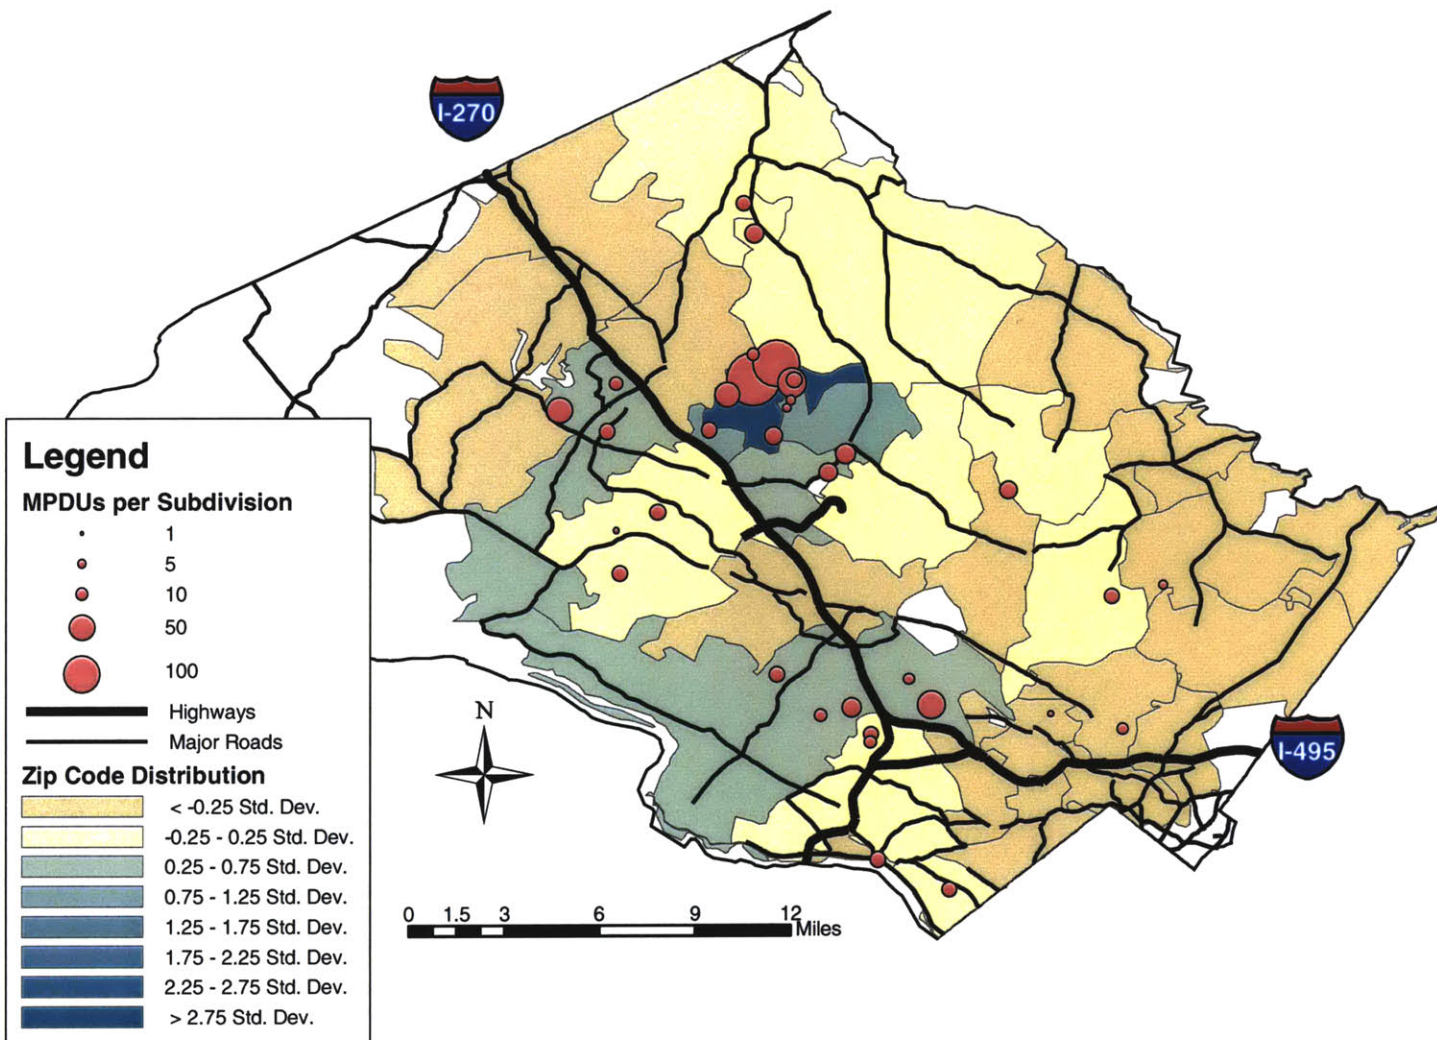 I-270
Legend
MPDUs per Subdivision
1
5
10
50
100
Highways
Major Roads
Zip Code Distribution
< -0.25 Std. Dev.
-0.25 - 0.25 Std. Dev.
0.25 - 0.75 Std. Dev.
0.75 - 1.25 Std. Dev.
1.25 - 1.75 Std. Dev.
1.75 - 2.25 Std. Dev.
2.25 - 2.75 Std. Dev.
> 2.75 Std. Dev.
N
I-495
0 1.5 3 6 9 12
Miles